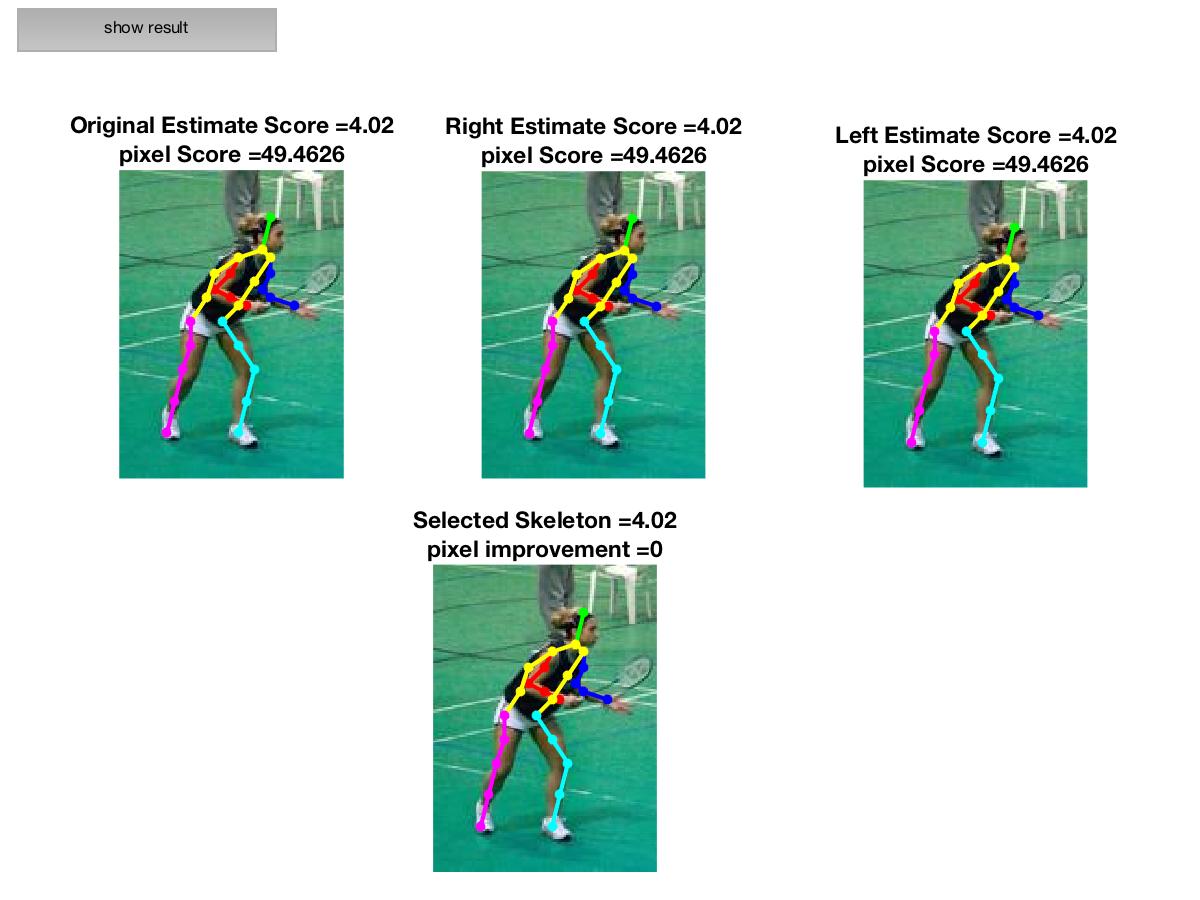 show result
Original Estimate Score =4.02
pixel Score =49.4626
Right Estimate Score =4.02
pixel Score =49.4626
Left Estimate Score =4.02
pixel Score =49.4626
Selected Skeleton =4.02
pixel improvement =0